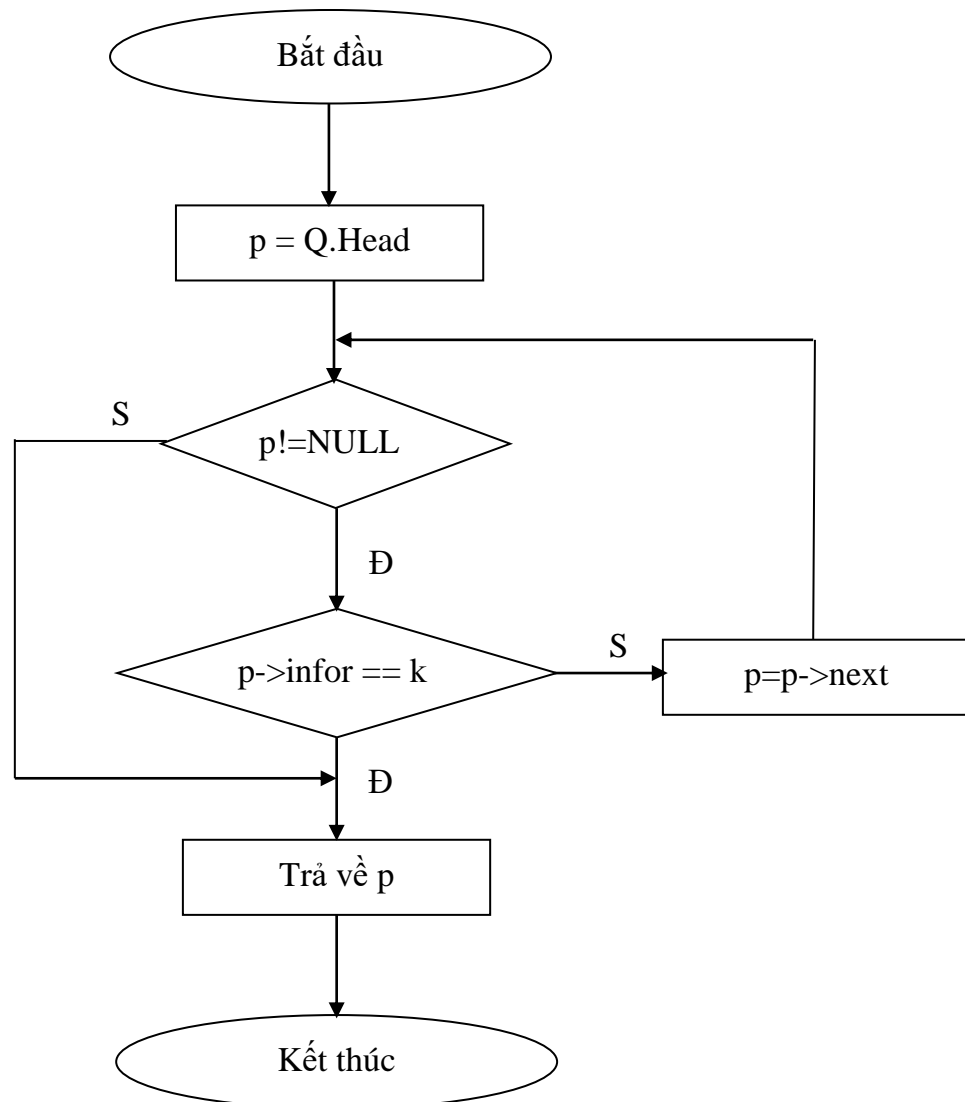 Bắt đầu
p = Q.Head
S
p!=NULL
Đ
p->infor == k
S
p=p->next
Đ
Trả về p
Kết thúc